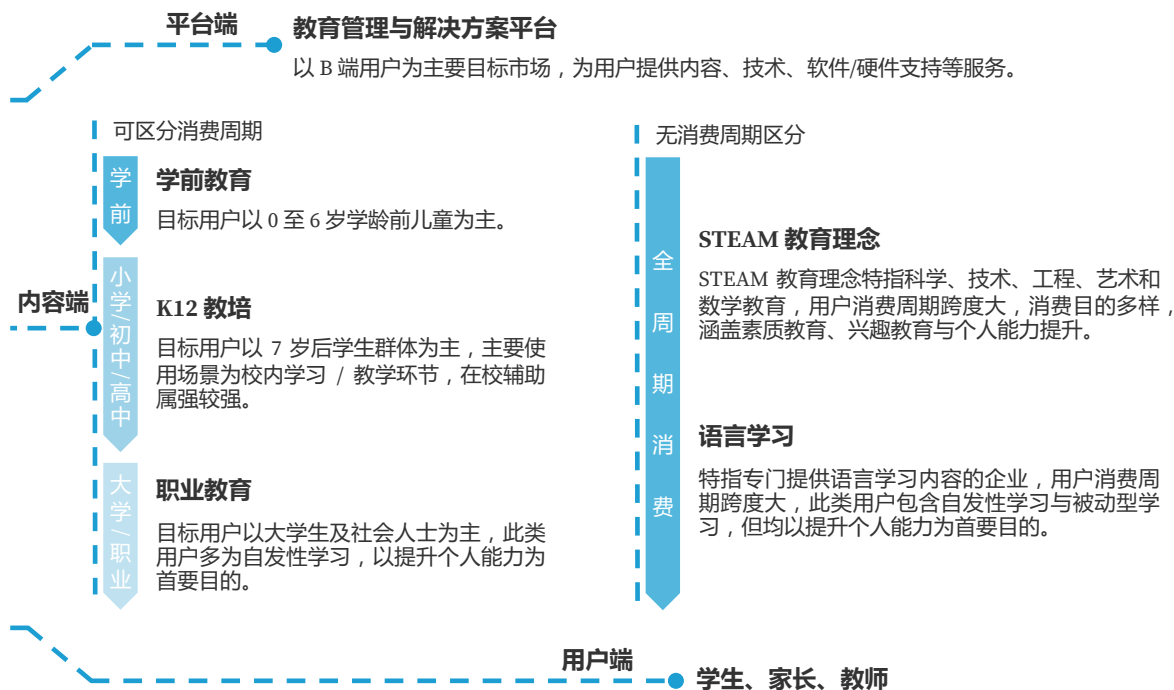 平台端
教育管理与解决方案平台
以 B 端用户为主要目标市场，为用户提供内容、技术、软件/硬件支持等服务。
内容端
可区分消费周期
学前
学前教育
目标用户以 0 至 6 岁学龄前儿童为主。
小学/初中/高中
K12 教培
目标用户以 7 岁后学生群体为主，主要使
用场景为校内学习 / 教学环节，在校辅助
属强较强。
大学/职业
职业教育
目标用户以大学生及社会人士为主，此类
用户多为自发性学习，以提升个人能力为
首要目的。
无消费周期区分
全周期消费
STEAM 教育理念
STEAM 教育理念特指科学、技术、工程、艺术和
数学教育，用户消费周期跨度大，消费目的多样，
涵盖素质教育、兴趣教育与个人能力提升。
语言学习
特指专门提供语言学习内容的企业，用户消费周
期跨度大，此类用户包含自发性学习与被动型学
习，但均以提升个人能力为首要目的。
用户端
学生、家长、教师